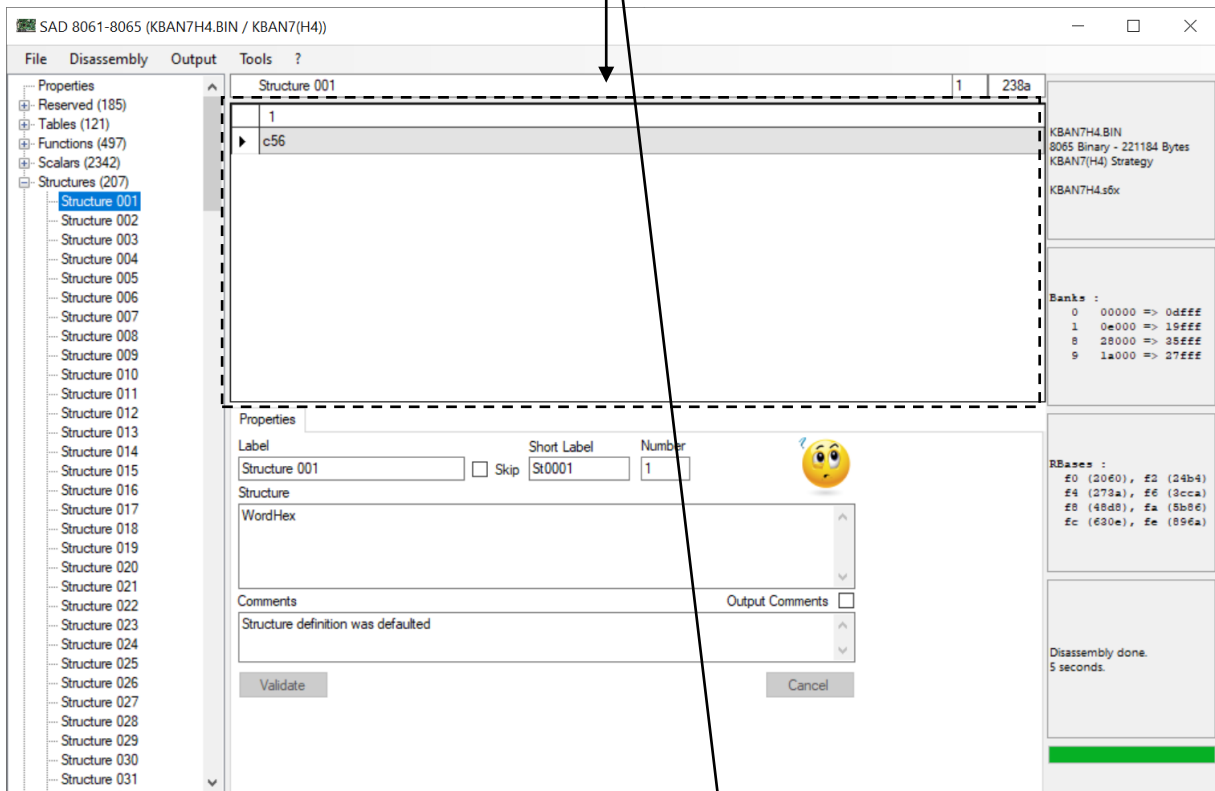 SAD 8061-8065 (KBAN7H4.BIN / KBAN7(H4))
File Disassembly Output Tools ?
Properties
Reserved (185)
Tables (121)
Functions (497)
Scalars (2342)
Structures (207)
Structure 001
Structure 002
Structure 003
Structure 004
Structure 005
Structure 006
Structure 007
Structure 008
Structure 009
Structure 010
Structure 011
Structure 012
Structure 013
Structure 014
Structure 015
Structure 016
Structure 017
Structure 018
Structure 019
Structure 020
Structure 021
Structure 022
Structure 023
Structure 024
Structure 025
Structure 026
Structure 027
Structure 028
Structure 029
Structure 030
Structure 031
Structure 001 1 238a
1
c56
Properties
Label Short Label Number
Structure 001 Skip St0001 1
Structure
WordHex
Comments Output Comments
Structure definition was defaulted
Validate Cancel
KBAN7H4.BIN
8065 Binary - 221184 Bytes
KBAN7(H4) Strategy
KBAN7H4.s6x
Banks :
0 00000 => 0dfff
1 0e000 => 19fff
8 28000 => 35fff
9 1a000 => 27fff
RBases :
f0 (2060), f2 (24b4)
f4 (273a), f6 (3cca)
f8 (48d8), fa (5b86)
fc (630e), fe (896a)
Disassembly done.
5 seconds.